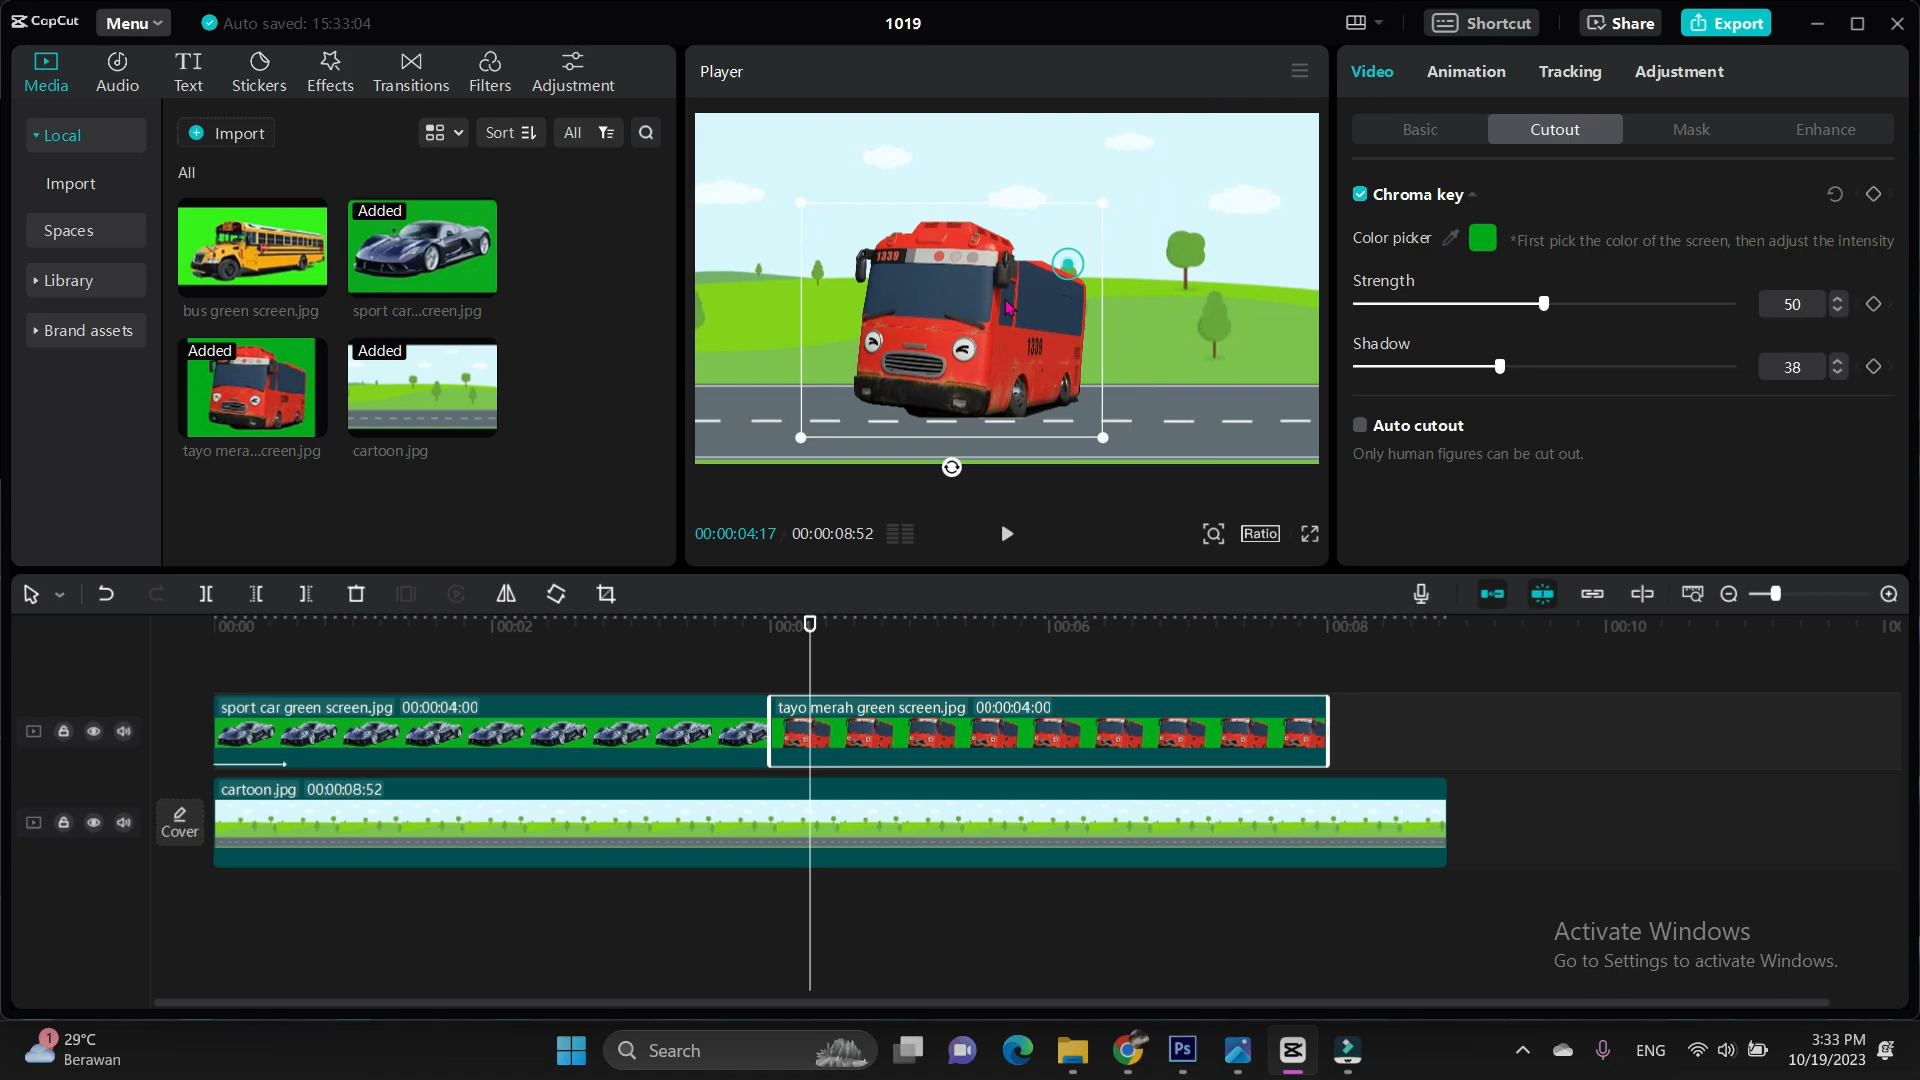 CapCut
Menu
Auto saved: 15:33:04
1019
Shortcut
Share
Export
Media
Audio
TI
Text
Stickers
Effects
Transitions
Filters
Adjustment
Local
Import
Spaces
Library
Brand assets
Import
Sort
All
All
bus green screen.jpg
Added
sport car...creen.jpg
Added
tayo mera...creen.jpg
Added
cartoon.jpg
Player
1339
1339
00:00:04:17
00:00:08:52
Ratio
Video
Animation
Tracking
Adjustment
Basic
Cutout
Mask
Enhance
Chroma key
Color picker
*First pick the color of the screen, then adjust the intensity
Strength
50
Shadow
38
Auto cutout
Only human figures can be cut out.
00:00
00:02
00:06
00:08
00:10
sport car green screen.jpg 00:00:04:00
tayo merah green screen.jpg 00:00:04:00
Cover
cartoon.jpg 00:00:08:52
Activate Windows
Go to Settings to activate Windows.
1
29°C
Berawan
Search
Ps
ENG
3:33 PM
10/19/2023